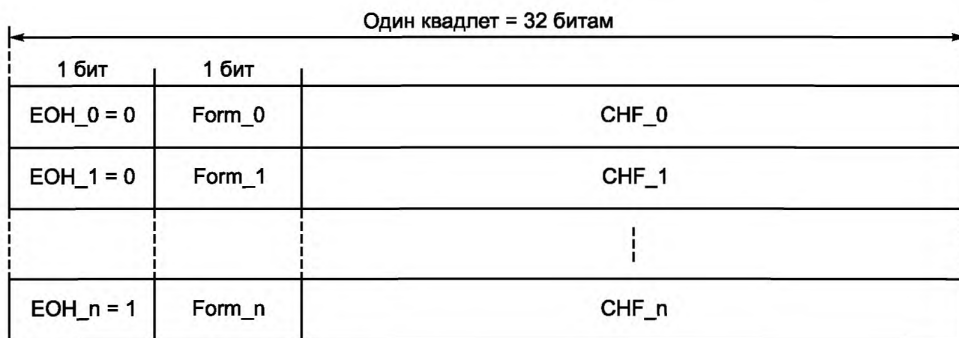 Один квадлет = 32 битам
1 бит 1 бит
EOH_0 = 0 Form_0 CHF_0
EOH_1 = 0 Form_1 CHF_1
EOH_n = 1 Form_n CHF_n